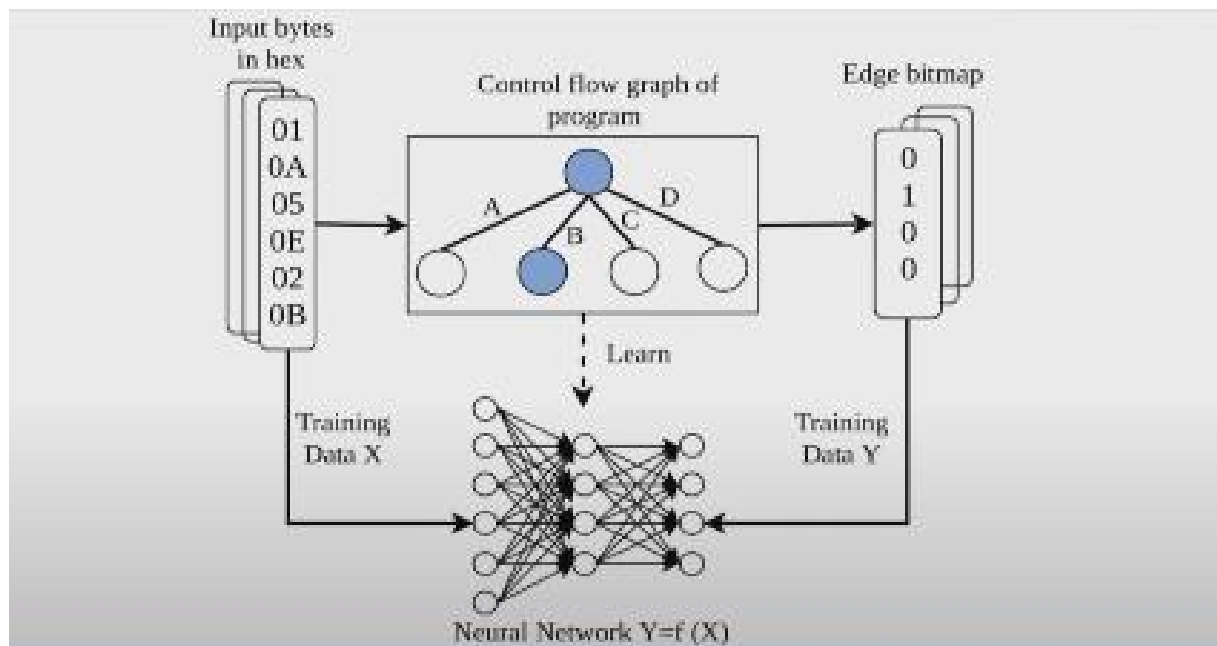 Input bytes
in hex
Control flow graph of
program
Edge bitmap
01
0A
05
0E
02
0B
A
B
C
D
0
1
0
0
Learn
Training
Data X
Training
Data Y
Neural Network Y=f (X)